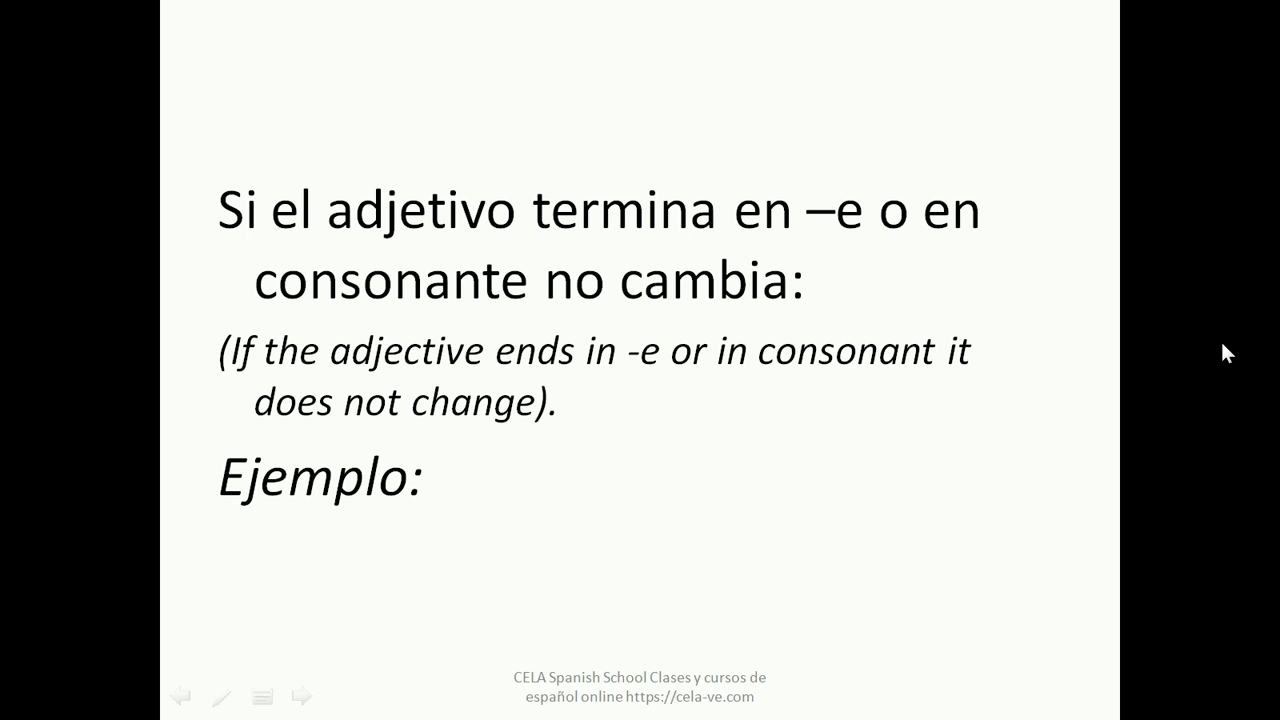 Si el adjetivo termina en –e o en
consonante no cambia:
(If the adjective ends in -e or in consonant it
does not change).
Ejemplo:
CELA Spanish School Clases y cursos de
español online https://cela-ve.com